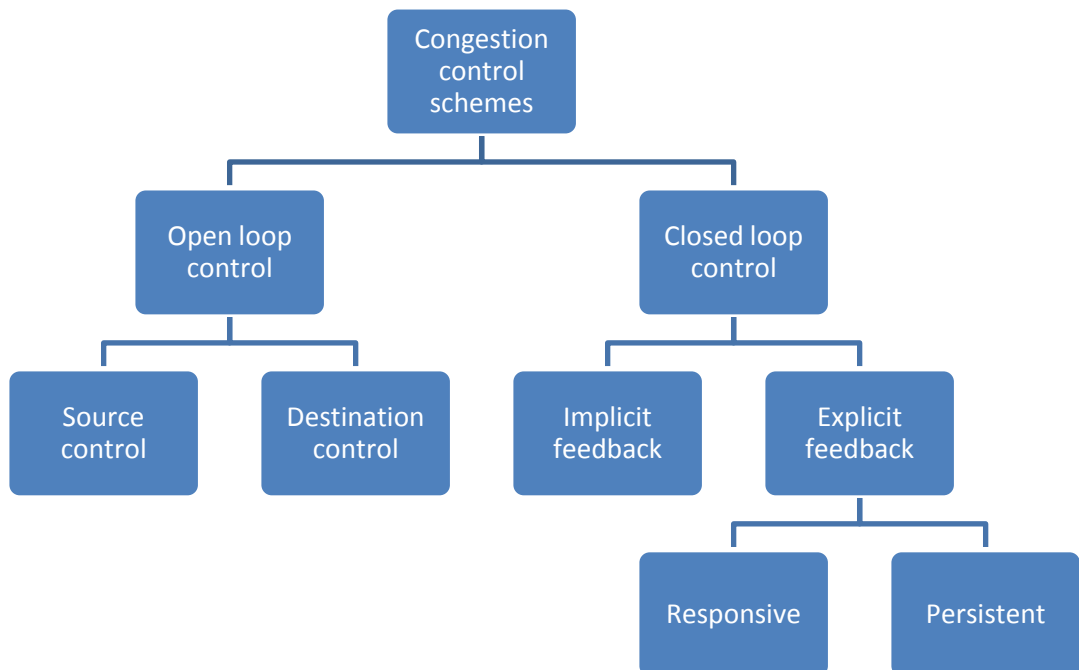 Congestion
control
schemes
Open loop
control
Closed loop
control
Source
control
Destination
control
Implicit
feedback
Explicit
feedback
Responsive
Persistent